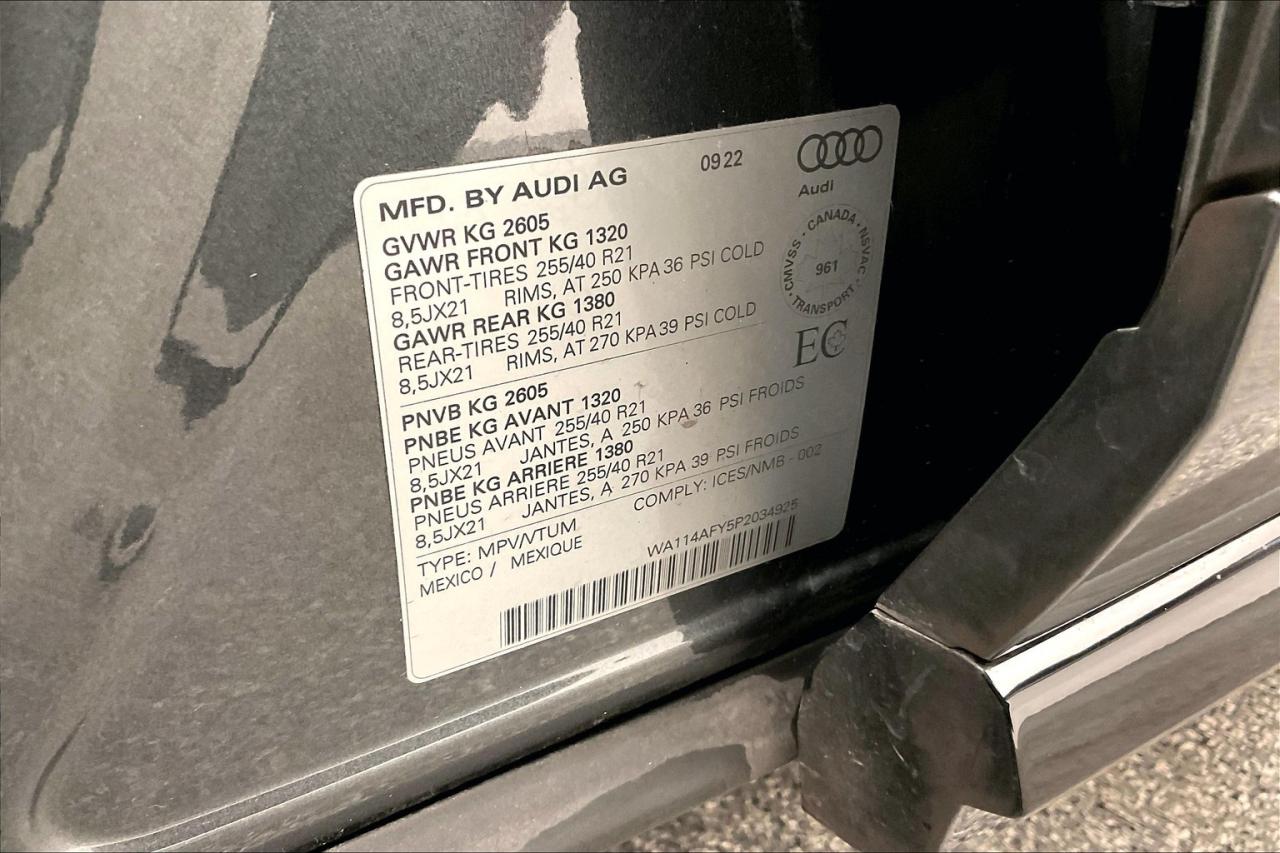 MFD. BY AUDI AG 09 22
Audi
GVWR KG 2605
GAWR FRONT KG 1320
FRONT-TIRES 255/40 R21
8,5JX21 RIMS, AT 250 KPA 36 PSI COLD
GAWR REAR KG 1380
REAR-TIRES 255/40 R21
8,5JX21 RIMS, AT 270 KPA 39 PSI COLD
CANADA · NSVAC · TRANSPORT · CMVSS ·
961
EC
PNVB KG 2605
PNBE KG AVANT 1320
PNEUS AVANT 255/40 R21
8,5JX21 JANTES, A 250 KPA 36 PSI FROIDS
PNBE KG ARRIERE 1380
PNEUS ARRIERE 255/40 R21
8,5JX21 JANTES, A 270 KPA 39 PSI FROIDS
TYPE: MPV/VTUM COMPLY: ICES/NMB - 002
MEXICO / MEXIQUE
WA114AFY5P2034925